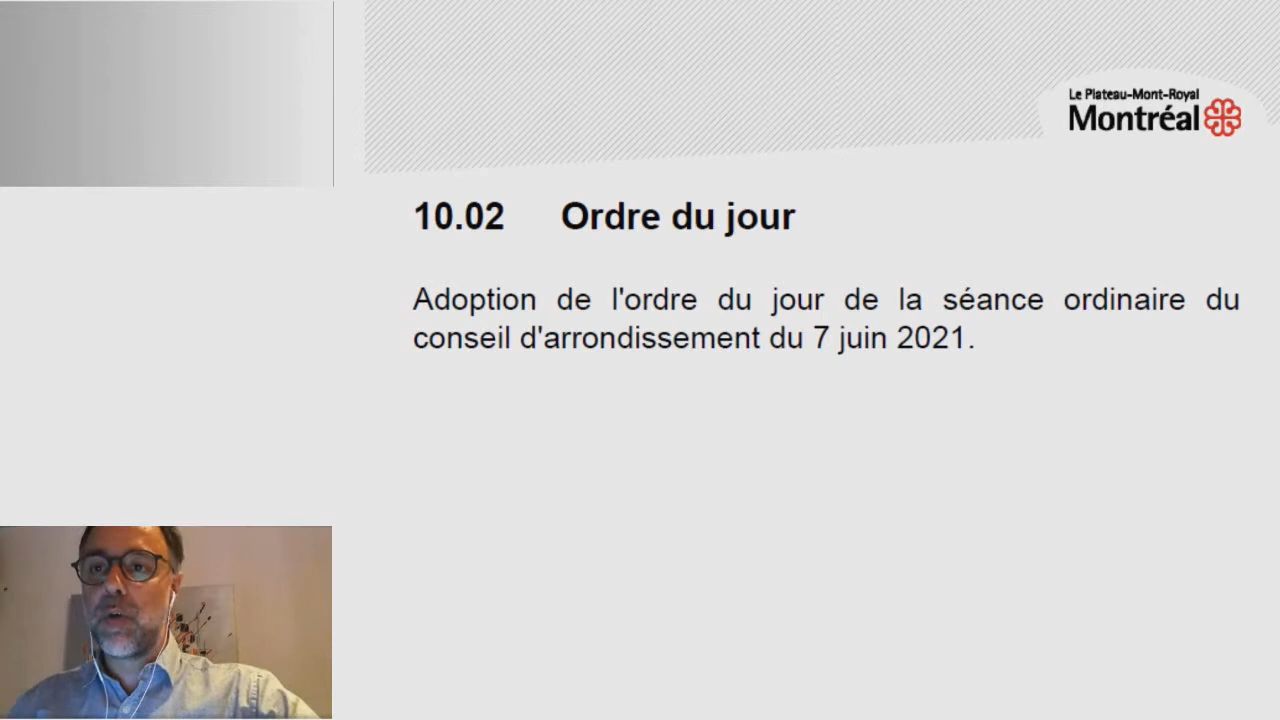 Le Plateau-Mont-Royal
Montréal
10.02 Ordre du jour
Adoption de l'ordre du jour de la séance ordinaire du
conseil d'arrondissement du 7 juin 2021.